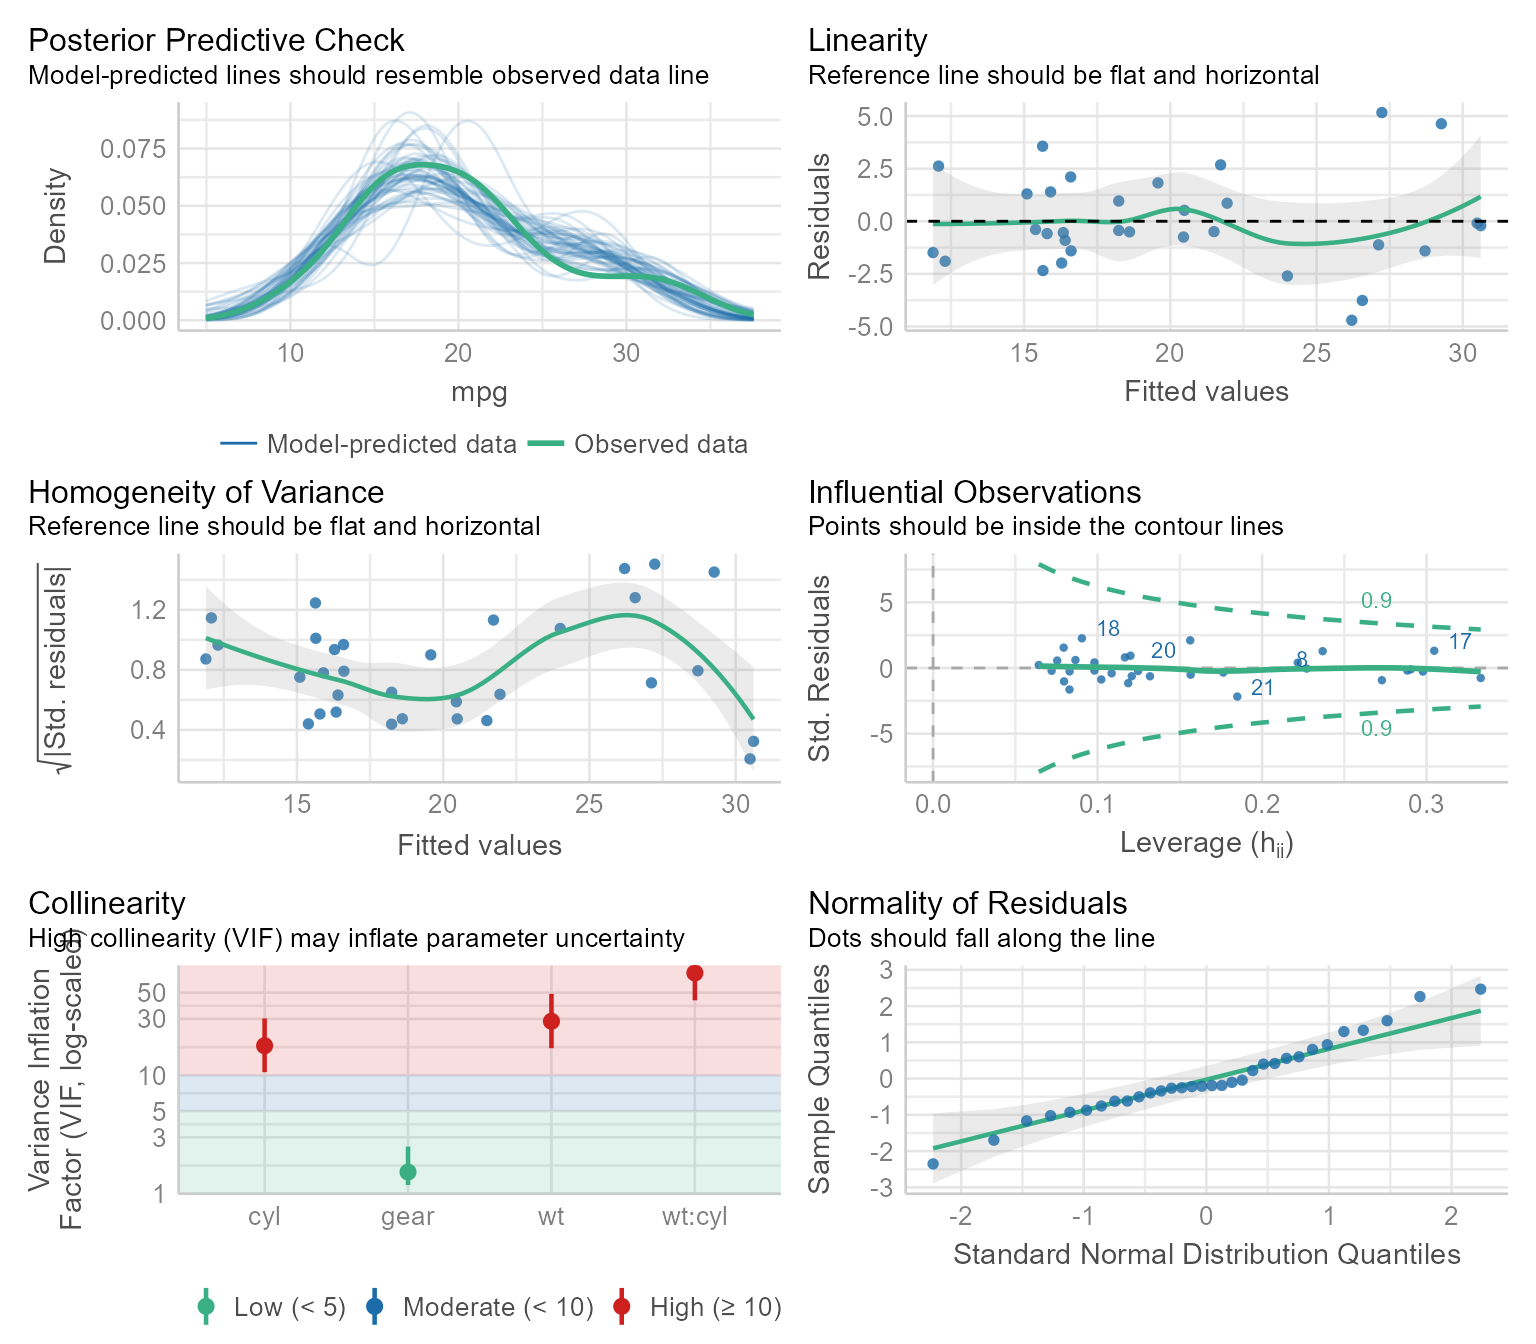 Posterior Predictive Check
Model-predicted lines should resemble observed data line
Density
0.075
0.050
0.025
0.000
10 20 30
mpg
Model-predicted data Observed data
Linearity
Reference line should be flat and horizontal
Residuals
5.0
2.5
0.0
-2.5
-5.0
15 20 25 30
Fitted values
Homogeneity of Variance
Reference line should be flat and horizontal
√|Std. residuals|
1.2
0.8
0.4
15 20 25 30
Fitted values
Influential Observations
Points should be inside the contour lines
Std. Residuals
5
0
-5
0.9
18
20
8
17
21
0.9
0.0 0.1 0.2 0.3
Leverage (hii)
Collinearity
High collinearity (VIF) may inflate parameter uncertainty
Variance Inflation
Factor (VIF, log-scaled)
50
30
10
5
3
1
cyl gear wt wt:cyl
Low (< 5) Moderate (< 10) High (≥ 10)
Normality of Residuals
Dots should fall along the line
Sample Quantiles
3
2
1
0
-1
-2
-3
-2 -1 0 1 2
Standard Normal Distribution Quantiles